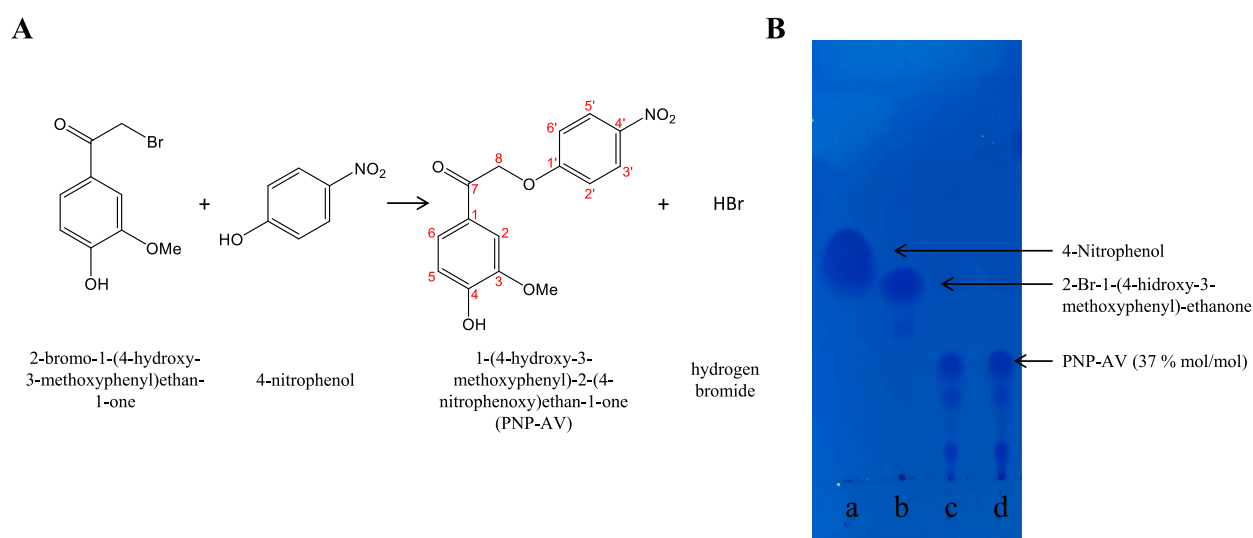 A
B
O
Br
OMe
OH
+
HO
NO2
O
O
OMe
OH
NO2
1
2
3
4
5
6
7
8
1'
2'
3'
4'
5'
6'
+
HBr
2-bromo-1-(4-hydroxy-
3-methoxyphenyl)ethan-
1-one
4-nitrophenol
1-(4-hydroxy-3-
methoxyphenyl)-2-(4-
nitrophenoxy)ethan-1-one
(PNP-AV)
hydrogen
bromide
4-Nitrophenol
2-Br-1-(4-hidroxy-3-
methoxyphenyl)-ethanone
PNP-AV (37 % mol/mol)
a b c d